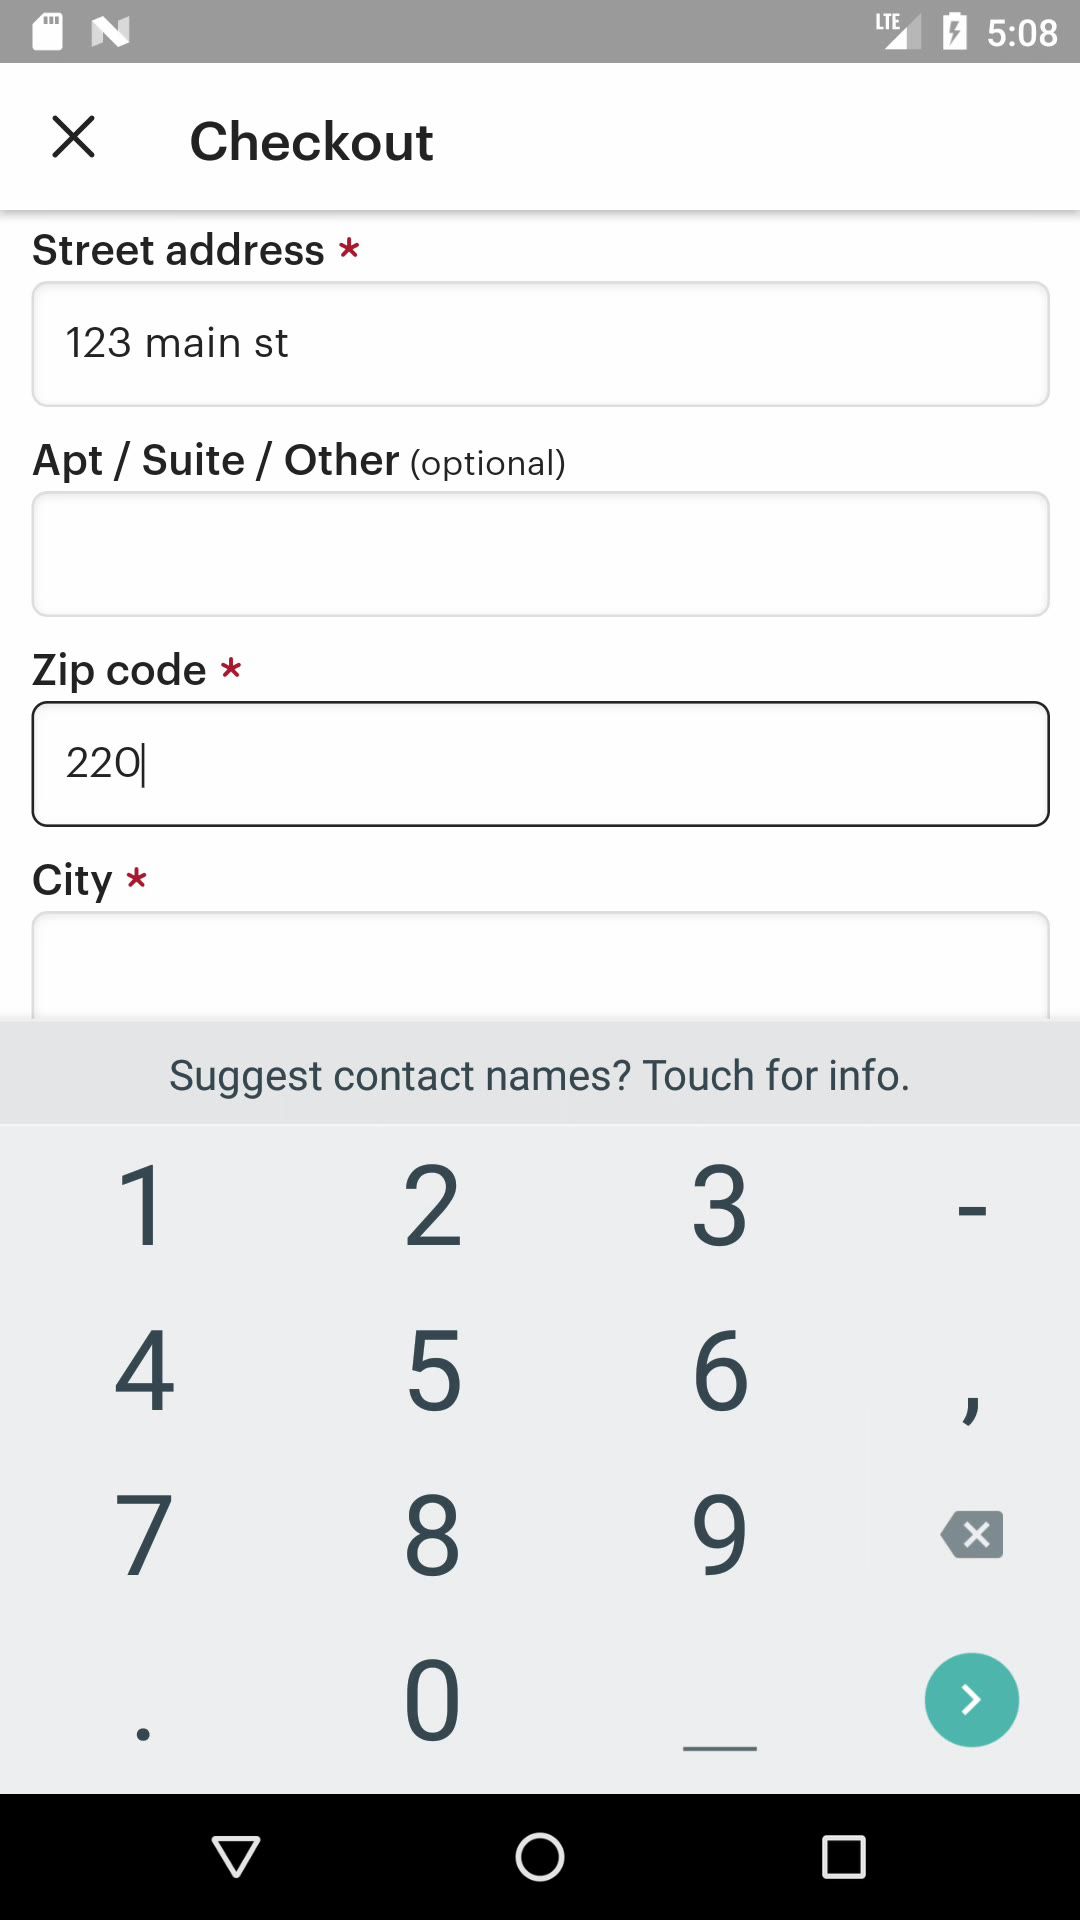 LTE 5:08
Checkout
Street address *
123 main st
Apt / Suite / Other (optional)
Zip code *
220
City *
Suggest contact names? Touch for info.
1 2 3 -
4 5 6 ,
7 8 9
. 0 _